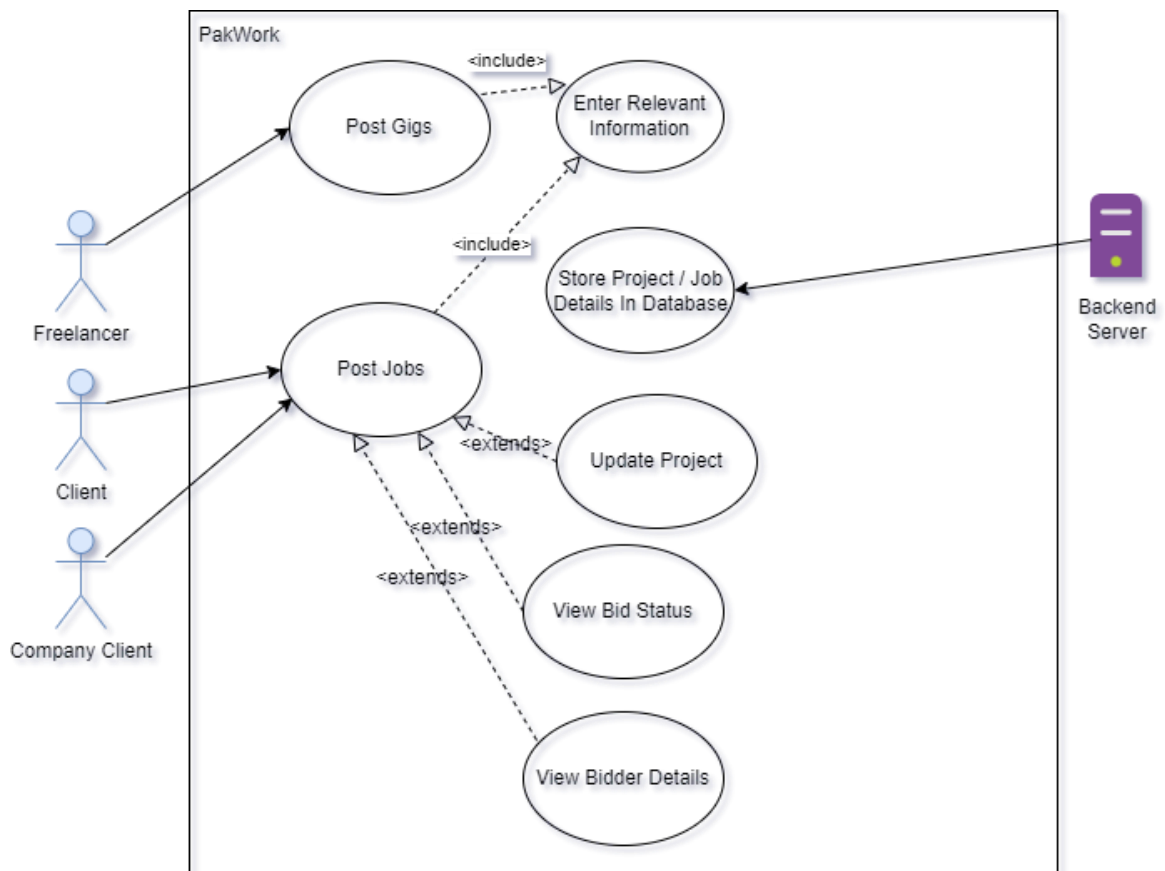 PakWork
<include>
Post Gigs
Enter Relevant
Information
<include>
Store Project / Job
Details In Database
Backend
Server
Freelancer
Post Jobs
<extends>
Update Project
Client
<extends>
<extends>
View Bid Status
Company Client
View Bidder Details